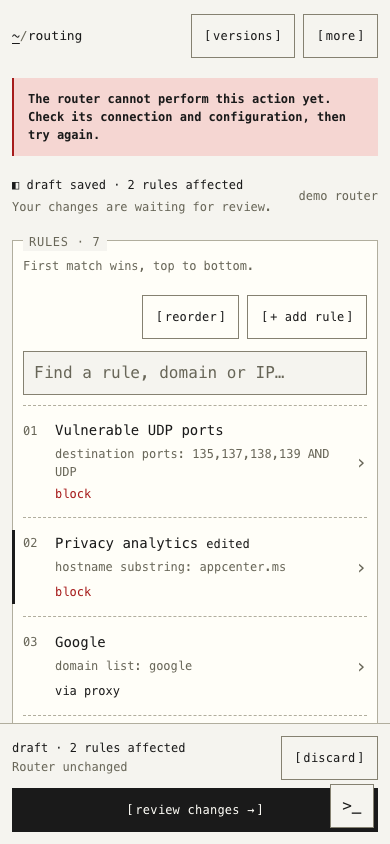 ~/routing
[versions]
[more]
The router cannot perform this action yet.
Check its connection and configuration, then
try again.
◧ draft saved · 2 rules affected
Your changes are waiting for review.
demo router
RULES · 7
First match wins, top to bottom.
[reorder]
[+ add rule]
Find a rule, domain or IP…
01 Vulnerable UDP ports
destination ports: 135,137,138,139 AND
UDP
block
›
02 Privacy analytics edited
hostname substring: appcenter.ms
block
›
03 Google
domain list: google
via proxy
›
draft · 2 rules affected
Router unchanged
[discard]
[review changes →]
>_